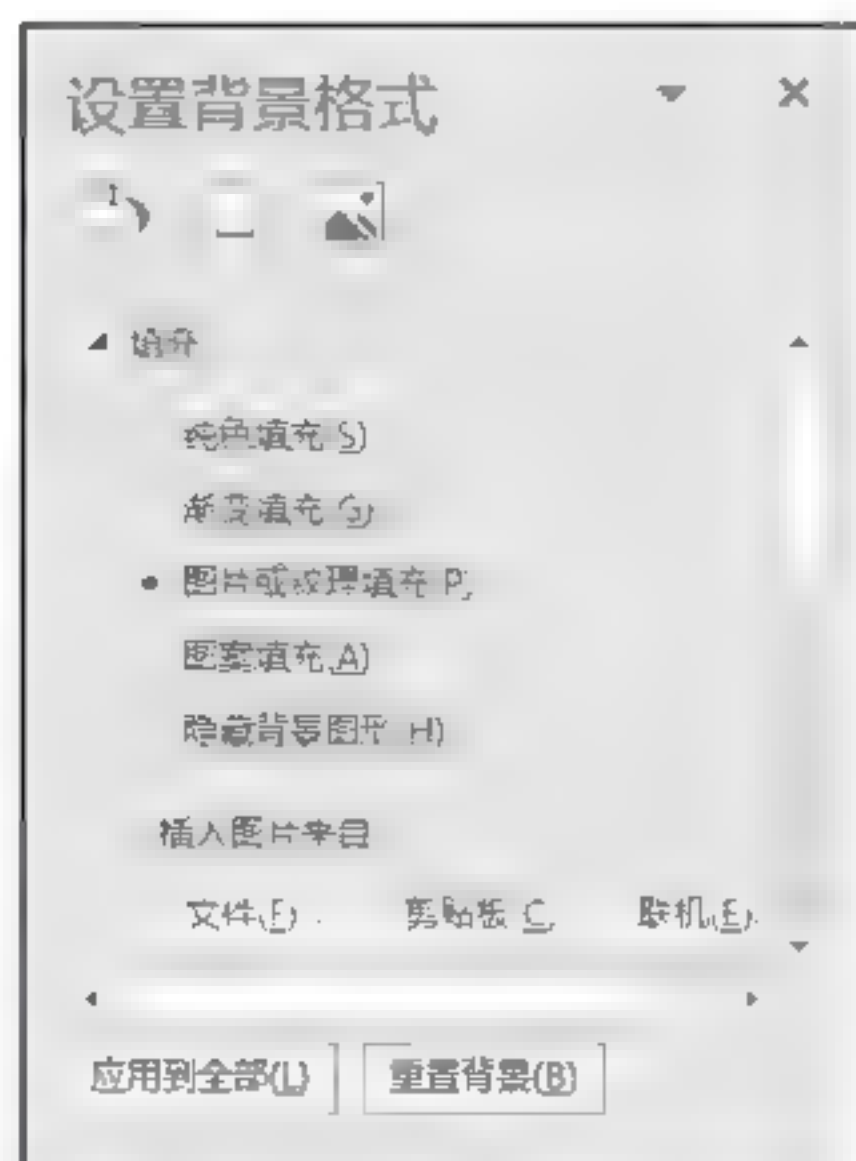 设置背景格式
填充
纯色填充(S)
渐变填充(G)
图片或纹理填充(P)
图案填充(A)
隐藏背景图形(H)
插入图片来自
文件(F)... 剪贴板(C) 联机(E)...
应用到全部(L) 重置背景(B)